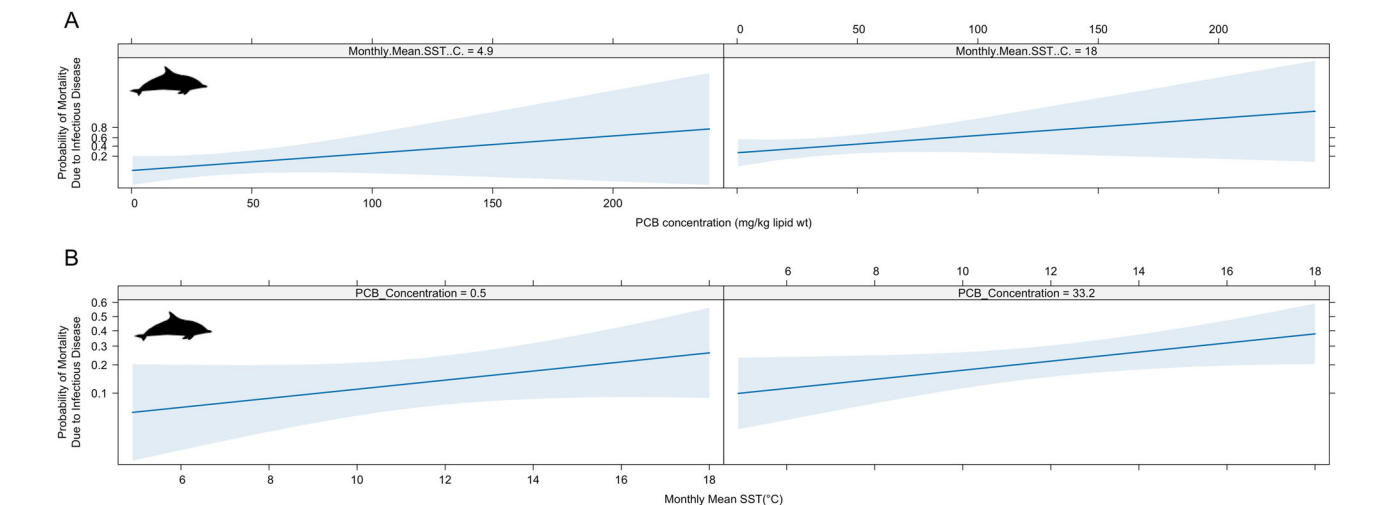 A
0 50 100 150 200
Monthly.Mean.SST..C. = 4.9
Monthly.Mean.SST..C. = 18
Probability of Mortality
Due to Infectious Disease
0.8
0.6
0.4
0.2
0 50 100 150 200
PCB concentration (mg/kg lipid wt)
B
6 8 10 12 14 16 18
PCB_Concentration = 0.5
PCB_Concentration = 33.2
Probability of Mortality
Due to Infectious Disease
0.6
0.5
0.4
0.3
0.2
0.1
6 8 10 12 14 16 18
Monthly Mean SST(°C)